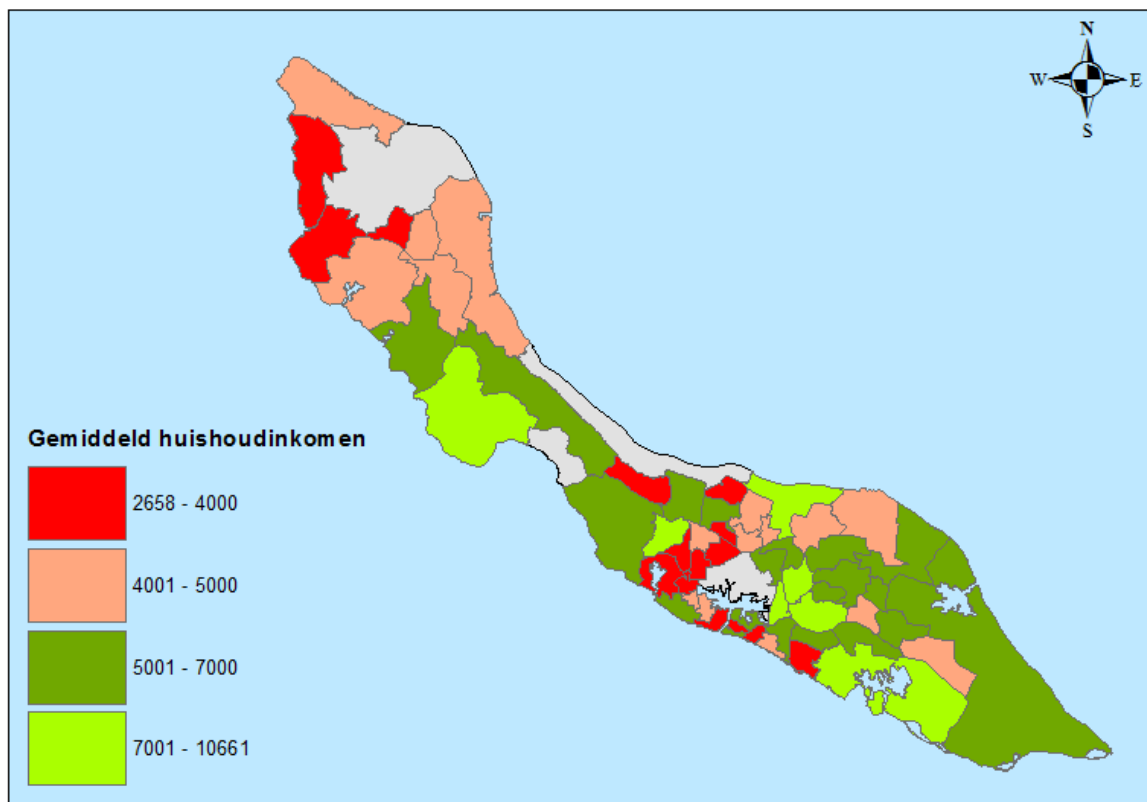 N
W E
S
Gemiddeld huishoudinkomen
2658 - 4000
4001 - 5000
5001 - 7000
7001 - 10661